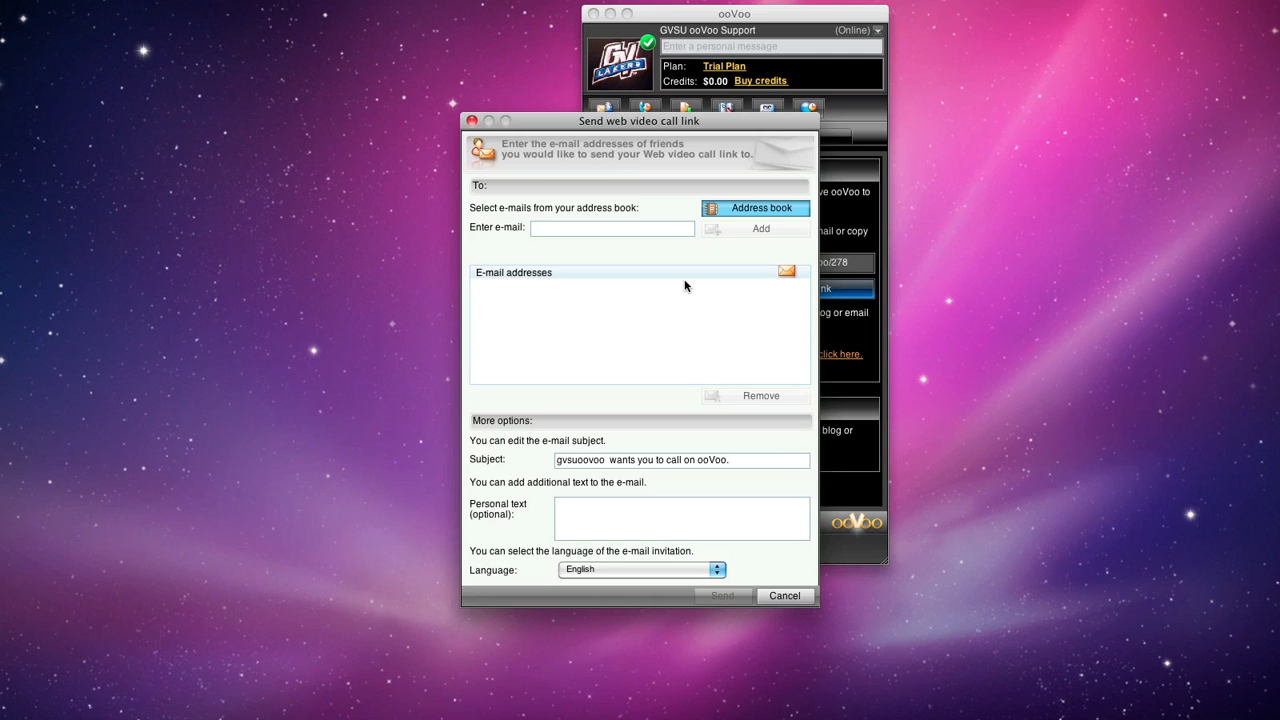 ooVoo
GVSU ooVoo Support
(Online)
Enter a personal message
GV
LAKERS
Plan: Trial Plan
Credits: $0.00 Buy credits
Send web video call link
Enter the e-mail addresses of friends
you would like to send your Web video call link to.
To:
Select e-mails from your address book:
Address book
Enter e-mail:
Add
E-mail addresses
Remove
More options:
You can edit the e-mail subject.
Subject: gvsuoovoo wants you to call on ooVoo.
You can add additional text to the e-mail.
Personal text
(optional):
You can select the language of the e-mail invitation.
Language: English
Send
Cancel
ve ooVoo to
or copy
oo/278
nk
og or email
click here.
blog or
ooVoo